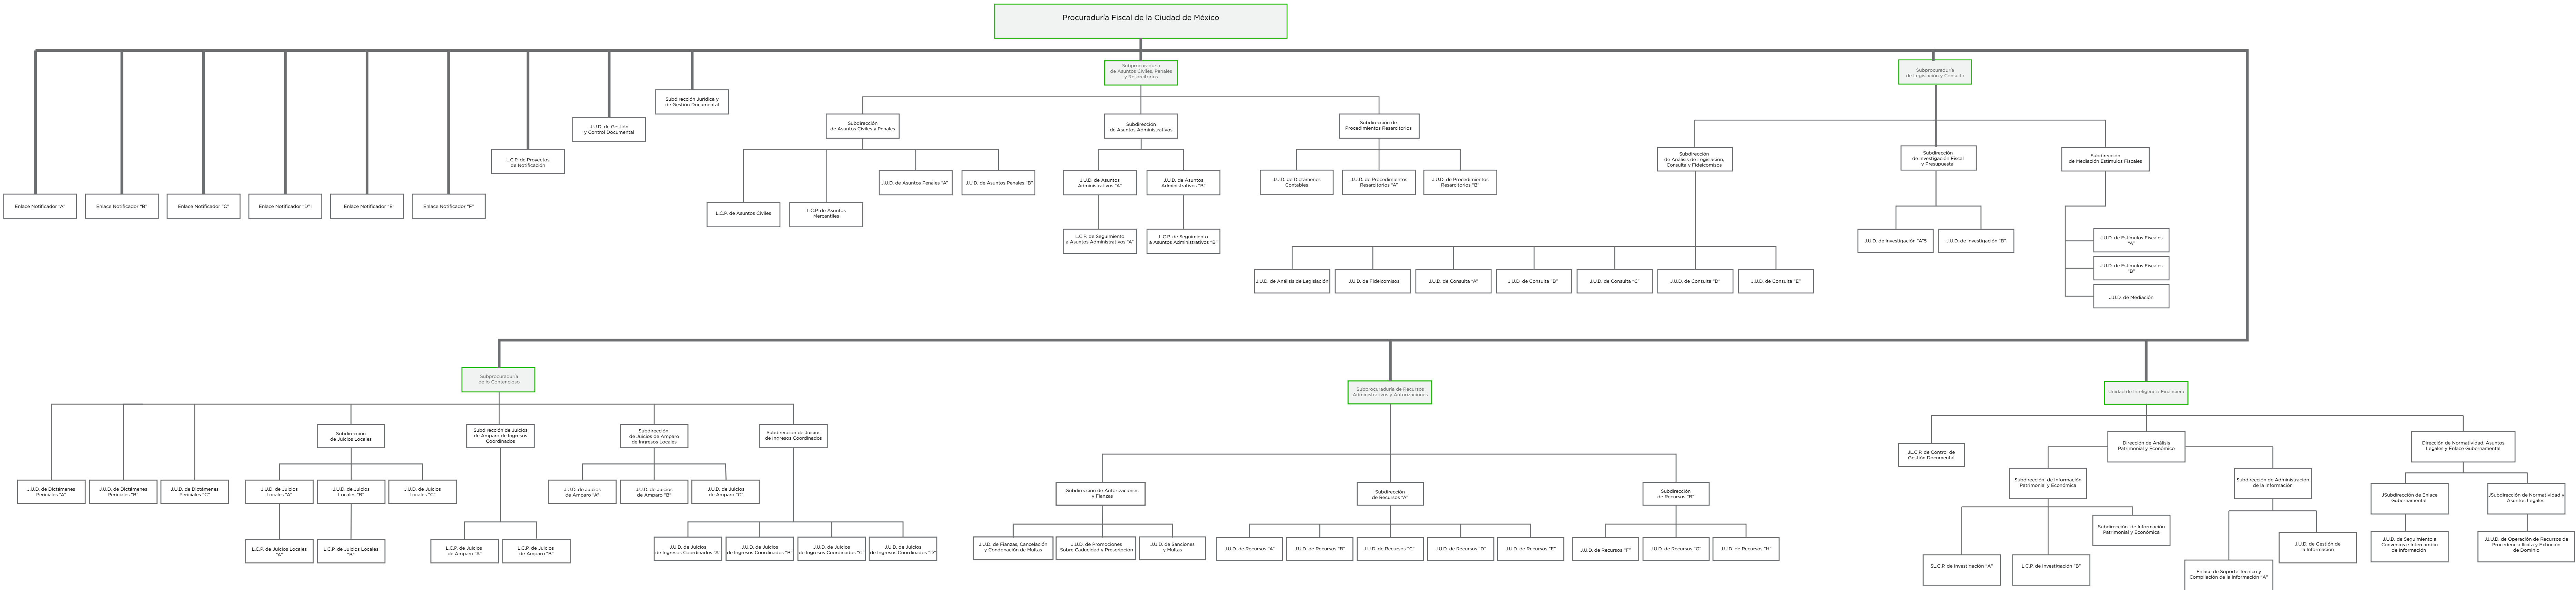 Procuraduría Fiscal de la Ciudad de México
Subprocuraduría
de Asuntos Civiles, Penales
y Resarcitorios
Subprocuraduría
de Legislación y Consulta
Subdirección Jurídica y
de Gestión Documental
J.U.D. de Gestión
y Control Documental
L.C.P. de Proyectos
de Notificación
Enlace Notificador "A"
Enlace Notificador "B"
Enlace Notificador "C"
Enlace Notificador "D")
Enlace Notificador "E"
Enlace Notificador "F"
Subdirección
de Asuntos Civiles y Penales
Subdirección
de Asuntos Administrativos
Subdirección de
Procedimientos Resarcitorios
L.C.P. de Asuntos Civiles
L.C.P. de Asuntos
Mercantiles
J.U.D. de Asuntos Penales "A"
J.U.D. de Asuntos Penales "B"
J.U.D. de Asuntos
Administrativos "A"
J.U.D. de Asuntos
Administrativos "B"
L.C.P. de Seguimiento
a Asuntos Administrativos "A"
L.C.P. de Seguimiento
a Asuntos Administrativos "B"
J.U.D. de Dictámenes
Contables
J.U.D. de Procedimientos
Resarcitorios "A"
J.U.D. de Procedimientos
Resarcitorios "B"
Subdirección
de Análisis de Legislación,
Consulta y Fideicomisos
Subdirección
de Investigación Fiscal
y Presupuestal
Subdirección
de Mediación Estímulos Fiscales
J.U.D. de Análisis de Legislación
J.U.D. de Fideicomisos
J.U.D. de Consulta "A"
J.U.D. de Consulta "B"
J.U.D. de Consulta "C"
J.U.D. de Consulta "D"
J.U.D. de Consulta "E"
J.U.D. de Investigación "A"S
J.U.D. de Investigación "B"
J.U.D. de Estímulos Fiscales
"A"
J.U.D. de Estímulos Fiscales
"B"
J.U.D. de Mediación
Subprocuraduría
de lo Contencioso
Subprocuraduría de Recursos
Administrativos y Autorizaciones
Unidad de Inteligencia Financiera
Subdirección
de Juicios Locales
Subdirección de Juicios
de Amparo de Ingresos
Coordinados
Subdirección
de Juicios de Amparo
de Ingresos Locales
Subdirección de Juicios
de Ingresos Coordinados
J.U.D. de Dictámenes
Periciales "A"
J.U.D. de Dictámenes
Periciales "B"
J.U.D. de Dictámenes
Periciales "C"
J.U.D. de Juicios
Locales "A"
J.U.D. de Juicios
Locales "B"
J.U.D. de Juicios
Locales "C"
L.C.P. de Juicios Locales
"A"
L.C.P. de Juicios Locales
"B"
L.C.P. de Juicios
de Amparo "A"
L.C.P. de Juicios
de Amparo "B"
J.U.D. de Juicios
de Amparo "A"
J.U.D. de Juicios
de Amparo "B"
J.U.D. de Juicios
de Amparo "C"
J.U.D. de Juicios
de Ingresos Coordinados "A"
J.U.D. de Juicios
de Ingresos Coordinados "B"
J.U.D. de Juicios
de Ingresos Coordinados "C"
J.U.D. de Juicios
de Ingresos Coordinados "D"
Subdirección de Autorizaciones
y Fianzas
Subdirección
de Recursos "A"
Subdirección
de Recursos "B"
J.U.D. de Fianzas, Cancelación
y Condonación de Multas
J.U.D. de Promociones
Sobre Caducidad y Prescripción
J.U.D. de Sanciones
y Multas
J.U.D. de Recursos "A"
J.U.D. de Recursos "B"
J.U.D. de Recursos "C"
J.U.D. de Recursos "D"
J.U.D. de Recursos "E"
J.U.D. de Recursos "F"
J.U.D. de Recursos "G"
J.U.D. de Recursos "H"
JL.C.P. de Control de
Gestión Documental
Dirección de Análisis
Patrimonial y Económico
Dirección de Normatividad, Asuntos
Legales y Enlace Gubernamental
Subdirección de Información
Patrimonial y Económica
Subdirección de Administración
de la Información
JSubdirección de Enlace
Gubernamental
JSubdirección de Normatividad y
Asuntos Legales
Subdirección de Información
Patrimonial y Económica
SL.C.P. de Investigación "A"
L.C.P. de Investigación "B"
Enlace de Soporte Técnico y
Compilación de la Información "A"
J.U.D. de Gestión de
la Información
J.U.D. de Seguimiento a
Convenios e Intercambio
de Información
JJ.U.D. de Operación de Recursos de
Procedencia Ilícita y Extinción
de Dominio